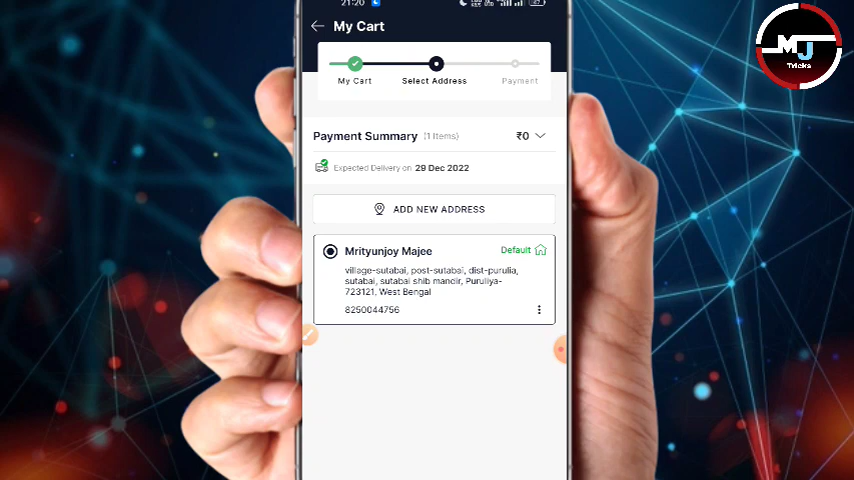 21:20
My Cart
My Cart
Select Address
Payment
Payment Summary (1 Items) ₹0
Expected Delivery on 29 Dec 2022
ADD NEW ADDRESS
Mrityunjoy Majee Default
village-sutabai, post-sutabai, dist-purulia,
sutabai, sutabai shib mandir, Puruliya-
723121, West Bengal
8250044756
MJ
Tricks